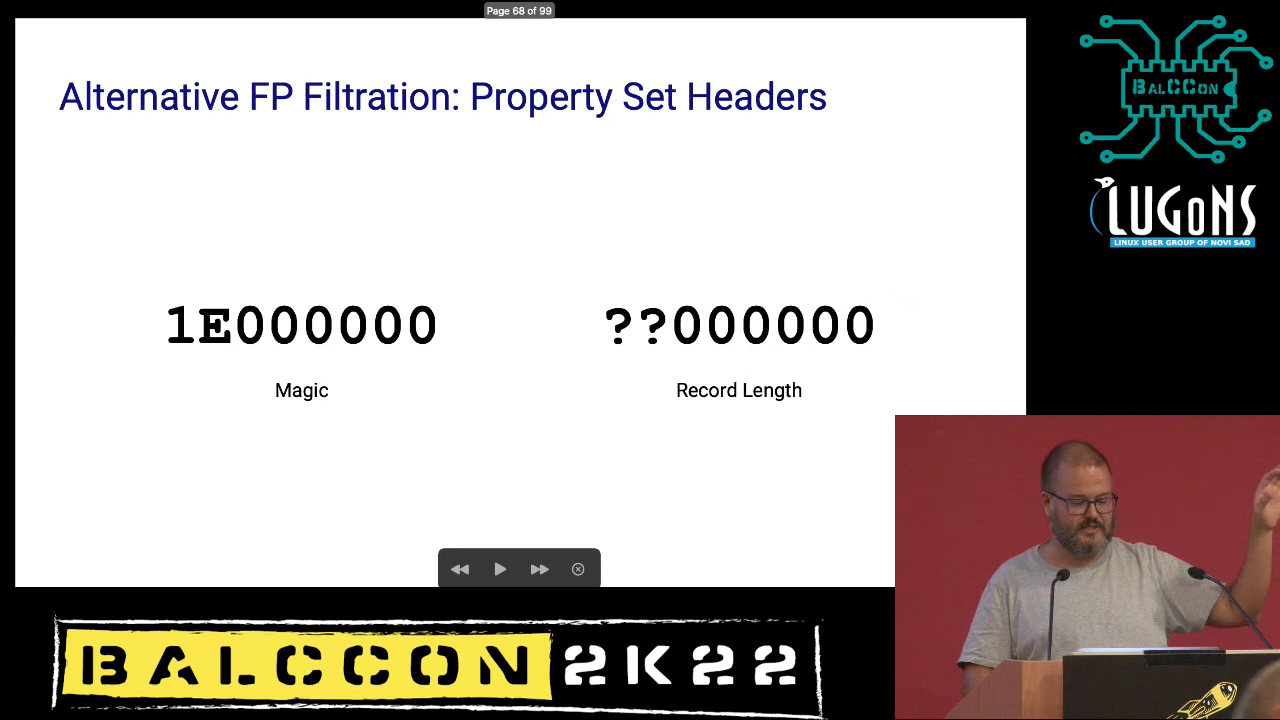 Page 68 of 99
Alternative FP Filtration: Property Set Headers
1E000000
??000000
Magic
Record Length
BALCCON
LUGoNS
LINUX USER GROUP OF NOVI SAD
BALCCON 2K22